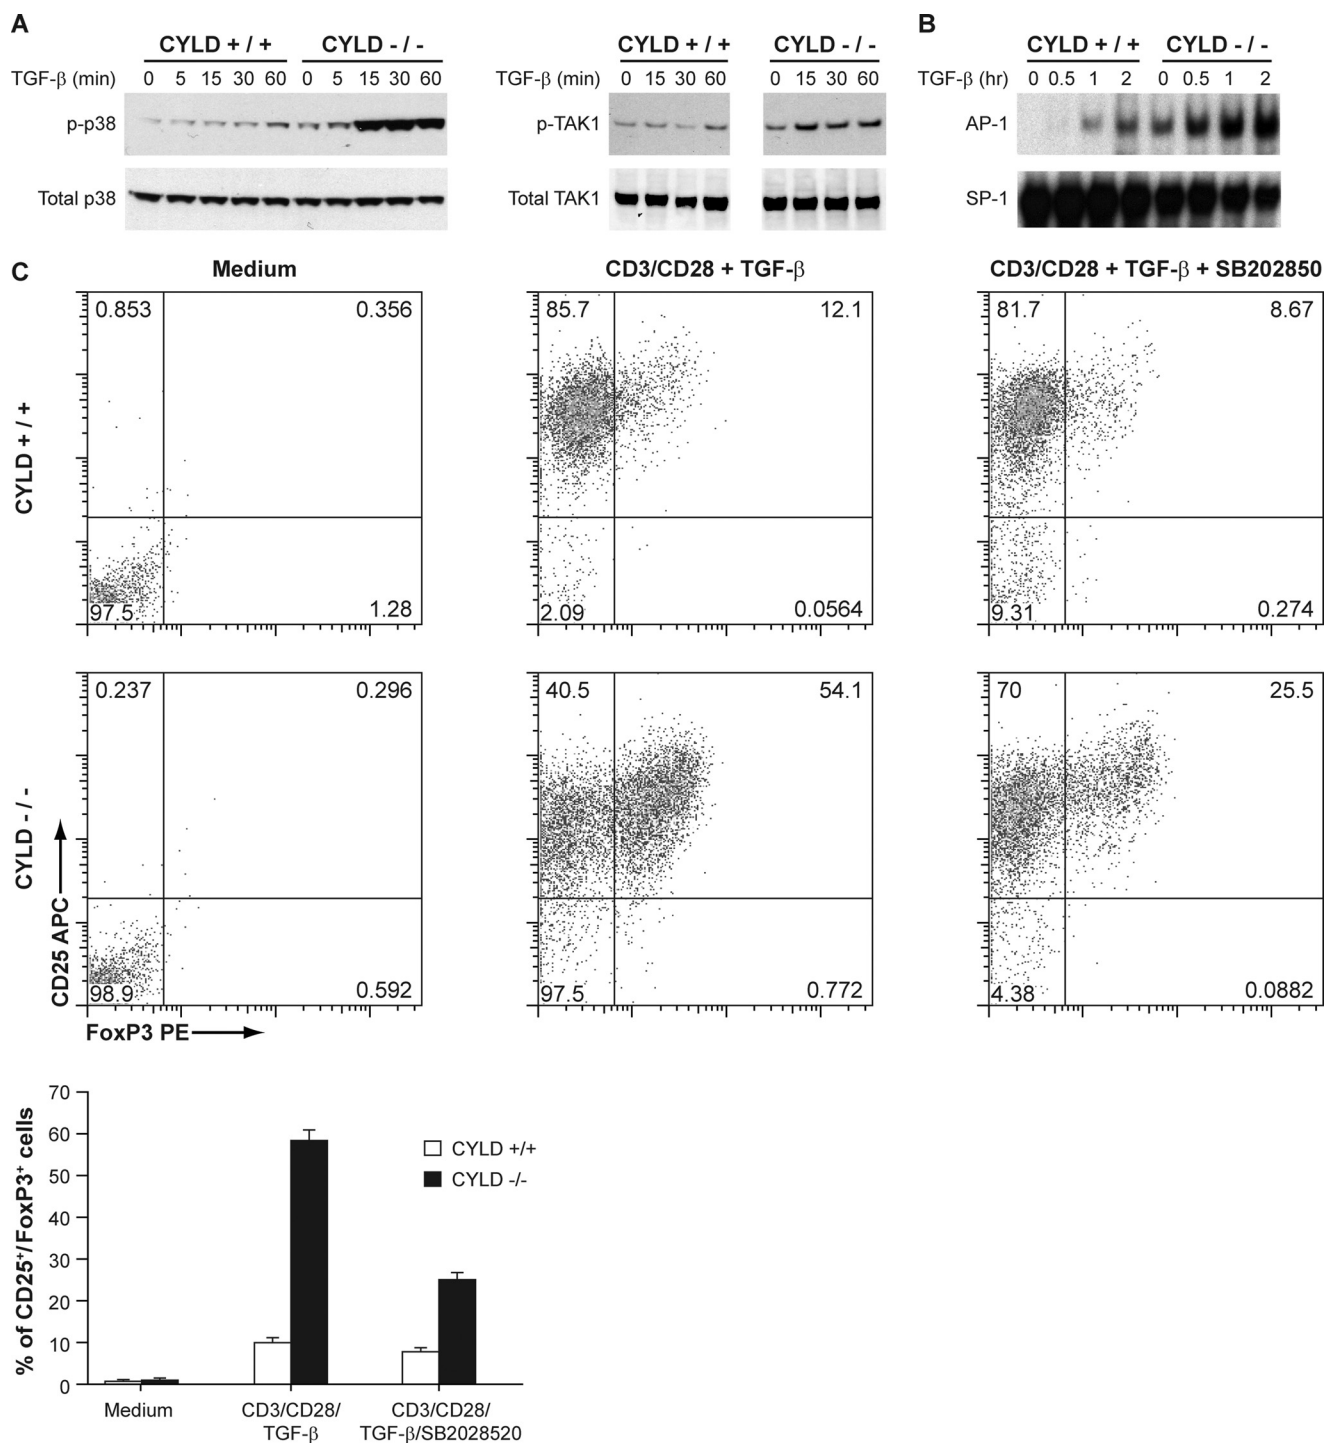 A
B
CYLD + / +
CYLD - / -
CYLD + / +
CYLD - / -
CYLD + / +
CYLD - / -
TGF-β (min) 0 5 15 30 60 0 5 15 30 60
TGF-β (min) 0 15 30 60 0 15 30 60
TGF-β (hr) 0 0.5 1 2 0 0.5 1 2
p-p38
p-TAK1
AP-1
Total p38
Total TAK1
SP-1
C
Medium
CD3/CD28 + TGF-β
CD3/CD28 + TGF-β + SB202850
CYLD + / +
0.853 0.356
97.5 1.28
85.7 12.1
2.09 0.0564
81.7 8.67
9.31 0.274
CYLD - / -
0.237 0.296
98.9 0.592
40.5 54.1
97.5 0.772
70 25.5
4.38 0.0882
CD25 APC
FoxP3 PE
% of CD25⁺/FoxP3⁺ cells
70
60
50
40
30
20
10
0
CYLD +/+
CYLD -/-
Medium
CD3/CD28/
TGF-β
CD3/CD28/
TGF-β/SB2028520